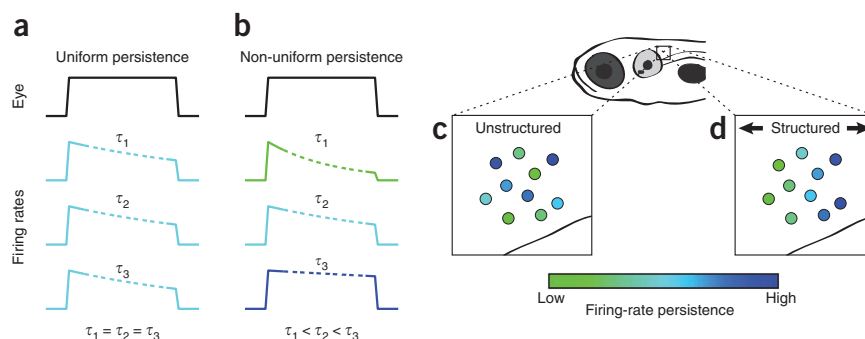 a
Uniform persistence
b
Non-uniform persistence
Eye
Firing rates
τ1
τ2
τ3
τ1 = τ2 = τ3
τ1
τ2
τ3
τ1 < τ2 < τ3
c
Unstructured
d
Structured
Low
High
Firing-rate persistence